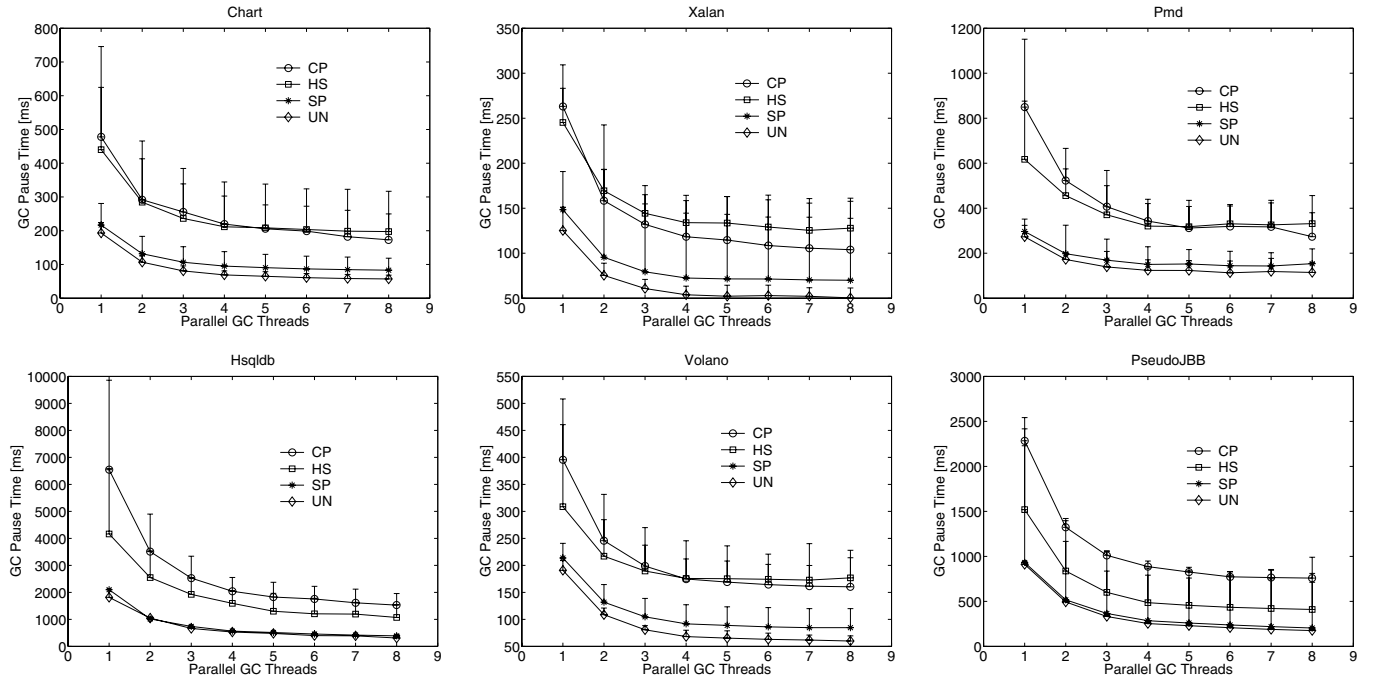 Chart
GC Pause Time [ms]
800
700
600
500
400
300
200
100
0
0 1 2 3 4 5 6 7 8 9
Parallel GC Threads
CP
HS
SP
UN
Xalan
GC Pause Time [ms]
350
300
250
200
150
100
50
0 1 2 3 4 5 6 7 8 9
Parallel GC Threads
CP
HS
SP
UN
Pmd
GC Pause Time [ms]
1200
1000
800
600
400
200
0
0 1 2 3 4 5 6 7 8 9
Parallel GC Threads
CP
HS
SP
UN
Hsqldb
GC Pause Time [ms]
10000
9000
8000
7000
6000
5000
4000
3000
2000
1000
0
0 1 2 3 4 5 6 7 8 9
Parallel GC Threads
CP
HS
SP
UN
Volano
GC Pause Time [ms]
550
500
450
400
350
300
250
200
150
100
50
0 1 2 3 4 5 6 7 8 9
Parallel GC Threads
CP
HS
SP
UN
PseudoJBB
GC Pause Time [ms]
3000
2500
2000
1500
1000
500
0
0 1 2 3 4 5 6 7 8 9
Parallel GC Threads
CP
HS
SP
UN